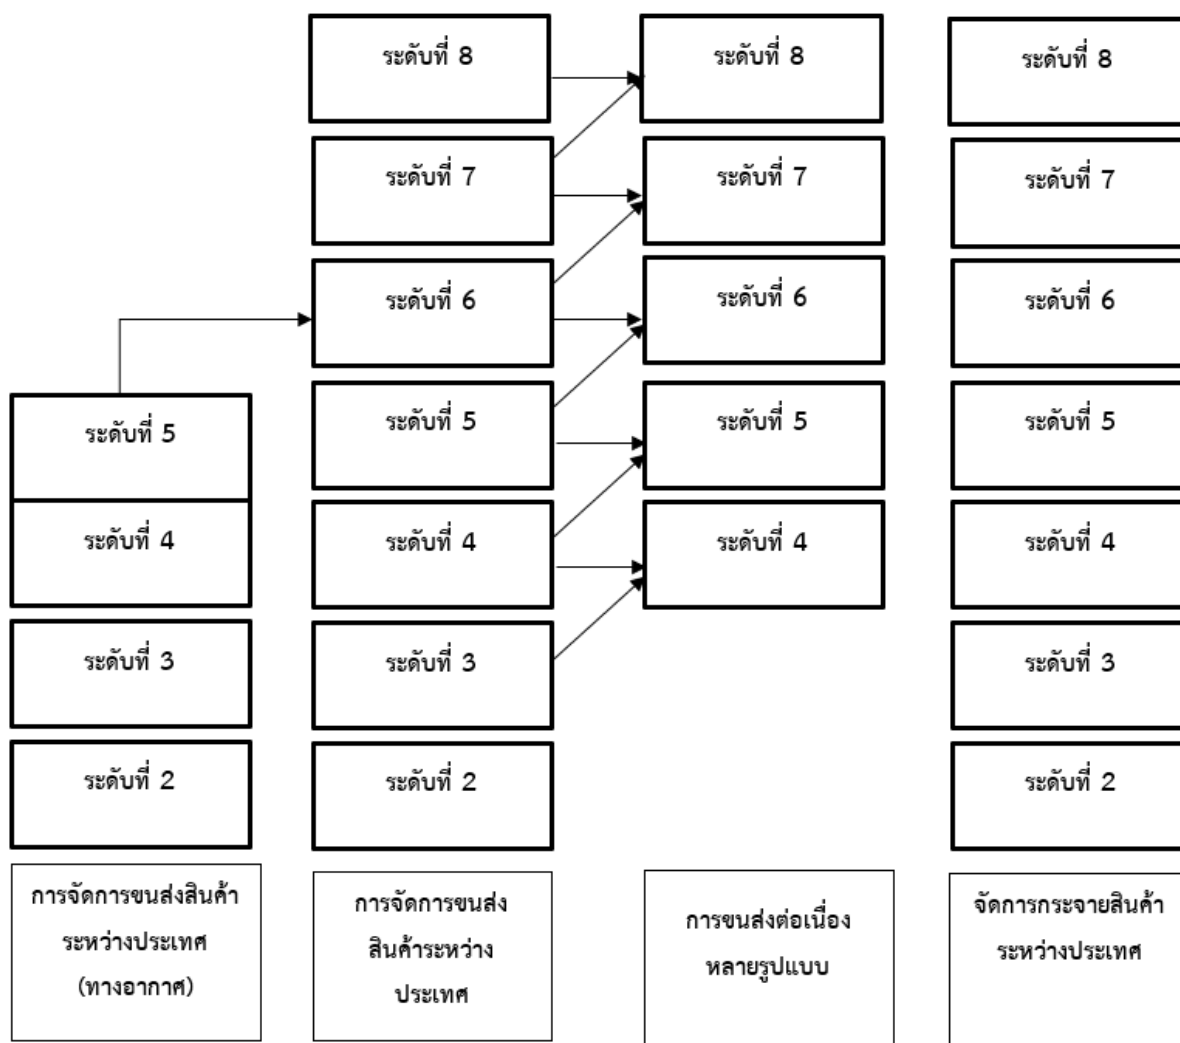 ระดับที่ 8
ระดับที่ 8
ระดับที่ 8
ระดับที่ 7
ระดับที่ 7
ระดับที่ 7
ระดับที่ 6
ระดับที่ 6
ระดับที่ 6
ระดับที่ 5
ระดับที่ 5
ระดับที่ 5
ระดับที่ 5
ระดับที่ 4
ระดับที่ 4
ระดับที่ 4
ระดับที่ 4
ระดับที่ 3
ระดับที่ 3
ระดับที่ 3
ระดับที่ 2
ระดับที่ 2
ระดับที่ 2
การจัดการขนส่งสินค้า
ระหว่างประเทศ
(ทางอากาศ)
การจัดการขนส่ง
สินค้าระหว่าง
ประเทศ
การขนส่งต่อเนื่อง
หลายรูปแบบ
จัดการกระจายสินค้า
ระหว่างประเทศ